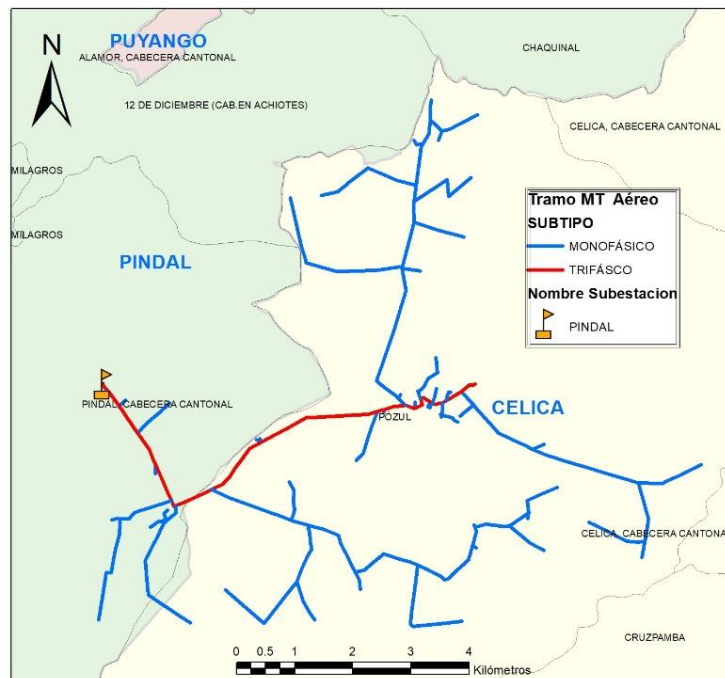 PUYANGO
ALAMOR, CABECERA CANTONAL
N
CHAQUINAL
12 DE DICIEMBRE (CAB.EN ACHIOTES)
CELICA, CABECERA CANTONAL
MILAGROS
MILAGROS
PINDAL
Tramo MT Aéreo
SUBTIPO
MONOFÁSICO
TRIFÁSCO
Nombre Subestacion
PINDAL
PINDAL, CABECERA CANTONAL
CELICA
POZUL
CELICA, CABECERA CANTONA
CRUZPAMBA
0 0.5 1 2 3 4
Kilómetros